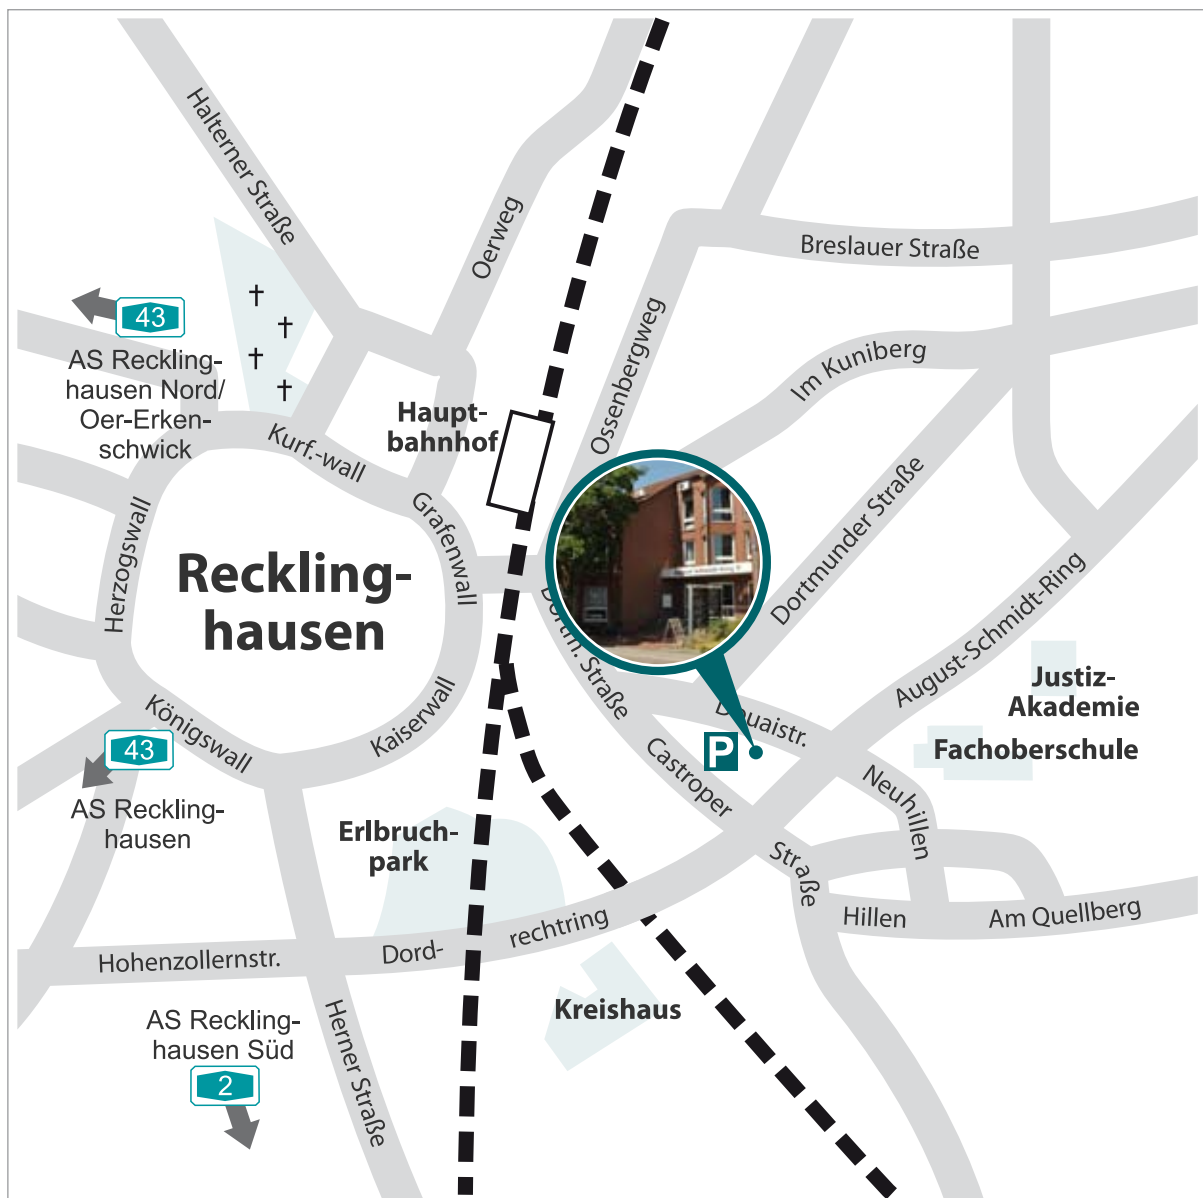 Halterner Straße
Oerweg
Breslauer Straße
43
AS Reckling-
hausen Nord/
Oer-Erken-
schwick
Ossenbergweg
Im Kuniberg
Haupt-
bahnhof
Kurf.-wall
Grafenwall
Herzogswall
Reckling-
hausen
Dortm. Straße
Dortmunder Straße
August-Schmidt-Ring
Justiz-
Akademie
Fachoberschule
Königswall
Kaiserwall
Douaistr.
P
43
AS Reckling-
hausen
Castroper
Straße
Neuhillen
Erlbruch-
park
Hillen
Am Quellberg
Hohenzollernstr.
Dord-
rechtring
Kreishaus
AS Reckling-
hausen Süd
2
Herner Straße